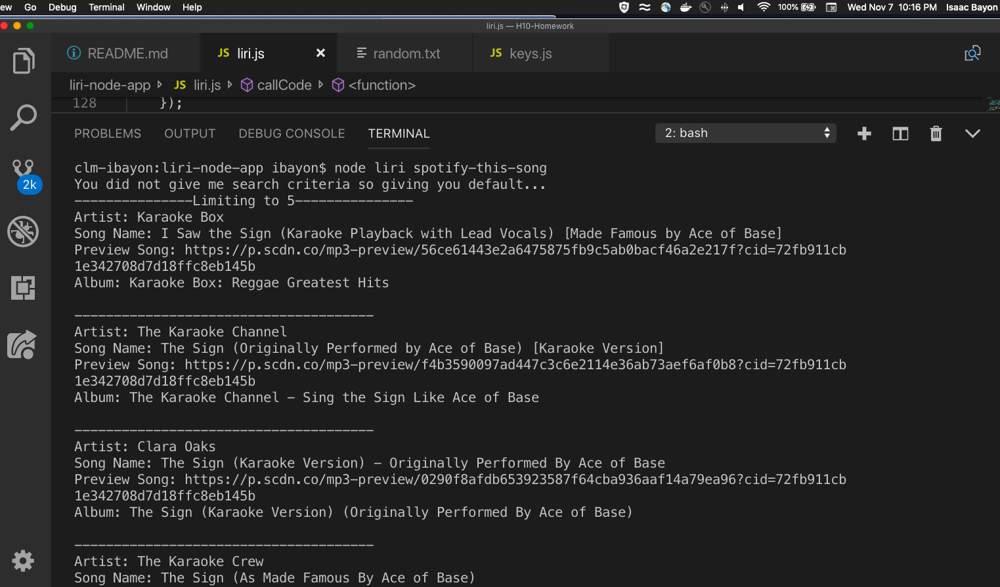 ew Go Debug Terminal Window Help 100% Wed Nov 7 10:16 PM Isaac Bayon
liri.js — H10-Homework
README.md JS liri.js random.txt JS keys.js
liri-node-app JS liri.js callCode <function>
128 });
PROBLEMS OUTPUT DEBUG CONSOLE TERMINAL 2: bash
clm-ibayon:liri-node-app ibayon$ node liri spotify-this-song
2k
You did not give me search criteria so giving you default...
---------------Limiting to 5---------------
Artist: Karaoke Box
Song Name: I Saw the Sign (Karaoke Playback with Lead Vocals) [Made Famous by Ace of Base]
Preview Song: https://p.scdn.co/mp3-preview/56ce61443e2a6475875fb9c5ab0bacf46a2e217f?cid=72fb911cb
1e342708d7d18ffc8eb145b
Album: Karaoke Box: Reggae Greatest Hits
--------------------------------------
Artist: The Karaoke Channel
Song Name: The Sign (Originally Performed by Ace of Base) [Karaoke Version]
Preview Song: https://p.scdn.co/mp3-preview/f4b3590097ad447c3c6e2114e36ab73aef6af0b8?cid=72fb911cb
1e342708d7d18ffc8eb145b
Album: The Karaoke Channel - Sing the Sign Like Ace of Base
--------------------------------------
Artist: Clara Oaks
Song Name: The Sign (Karaoke Version) - Originally Performed By Ace of Base
Preview Song: https://p.scdn.co/mp3-preview/0290f8afdb653923587f64cba936aaf14a79ea96?cid=72fb911cb
1e342708d7d18ffc8eb145b
Album: The Sign (Karaoke Version) (Originally Performed By Ace of Base)
--------------------------------------
Artist: The Karaoke Crew
Song Name: The Sign (As Made Famous By Ace of Base)